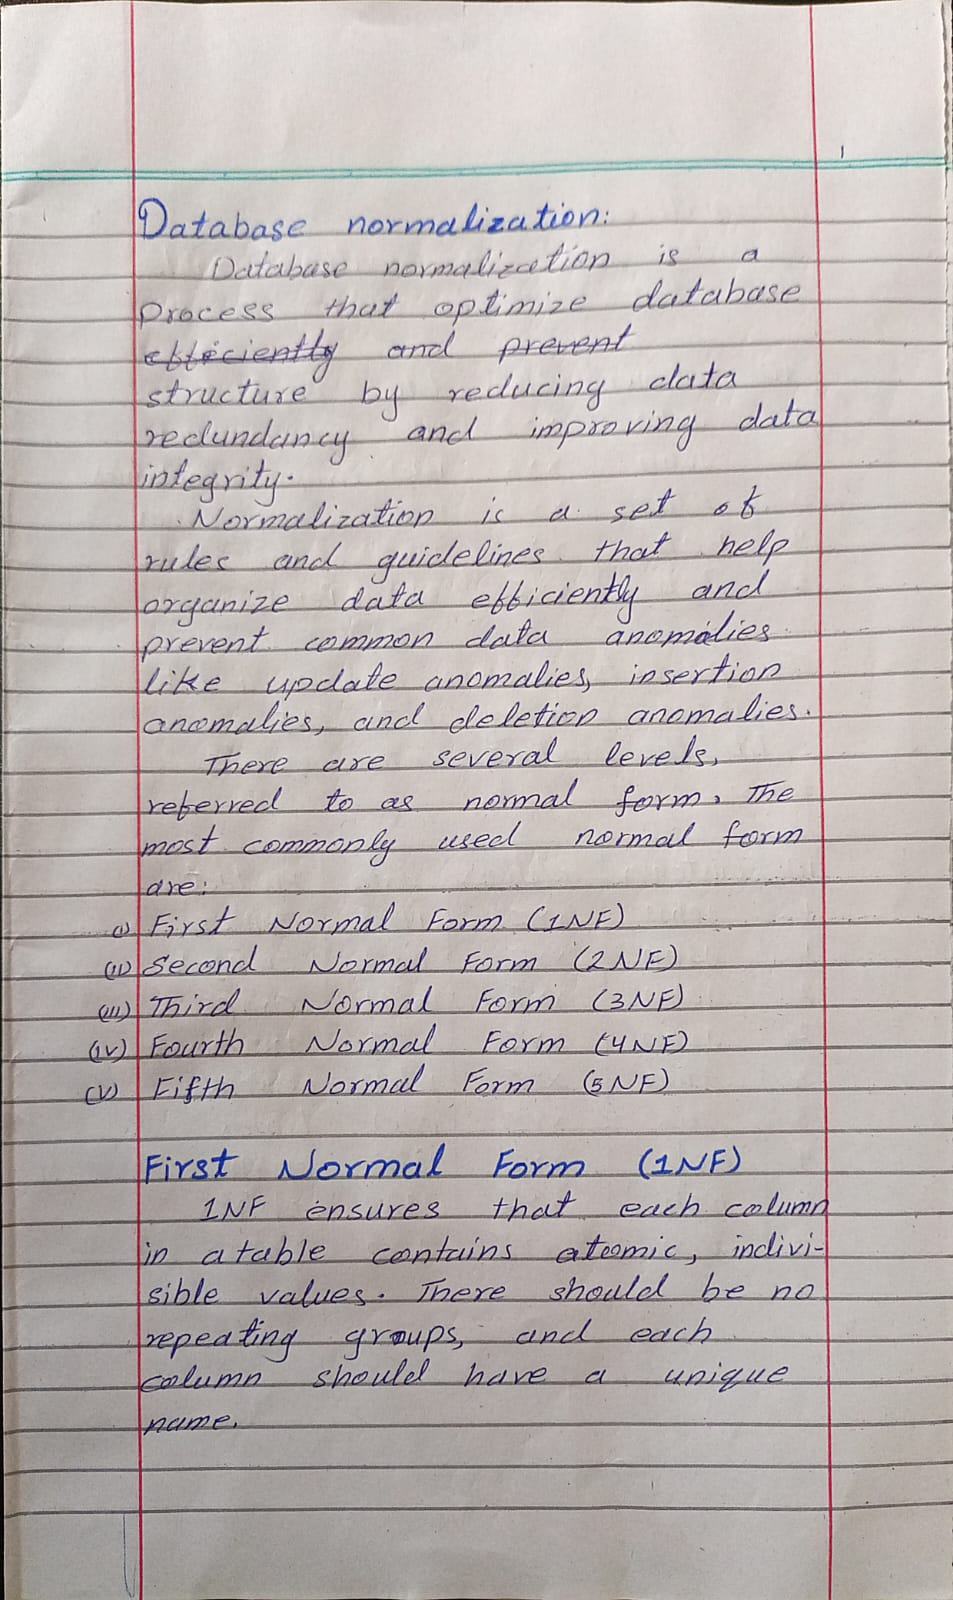 1
Database normalization:
Database normalization is a
process that optimize database
efficiently and prevent
structure by reducing data
redundancy and improving data
integrity.
Normalization is a set of
rules and guidelines that help
organize data efficiently and
prevent common data anomalies
like update anomalies, insertion
anomalies, and deletion anomalies.
There are several levels,
referred to as normal form. The
most commonly used normal form
are:
(i) First Normal Form (1NF)
(ii) Second Normal Form (2NF)
(iii) Third Normal Form (3NF)
(iv) Fourth Normal Form (4NF)
(v) Fifth Normal Form (5NF)
First Normal Form (1NF)
1NF ensures that each column
in a table contains atomic, indivi-
sible values. There should be no
repeating groups, and each
column should have a unique
name.